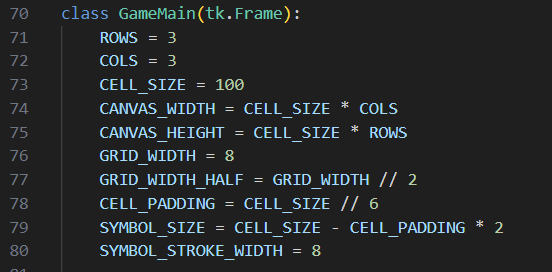 70 class GameMain(tk.Frame):
71     ROWS = 3
72     COLS = 3
73     CELL_SIZE = 100
74     CANVAS_WIDTH = CELL_SIZE * COLS
75     CANVAS_HEIGHT = CELL_SIZE * ROWS
76     GRID_WIDTH = 8
77     GRID_WIDTH_HALF = GRID_WIDTH // 2
78     CELL_PADDING = CELL_SIZE // 6
79     SYMBOL_SIZE = CELL_SIZE - CELL_PADDING * 2
80     SYMBOL_STROKE_WIDTH = 8